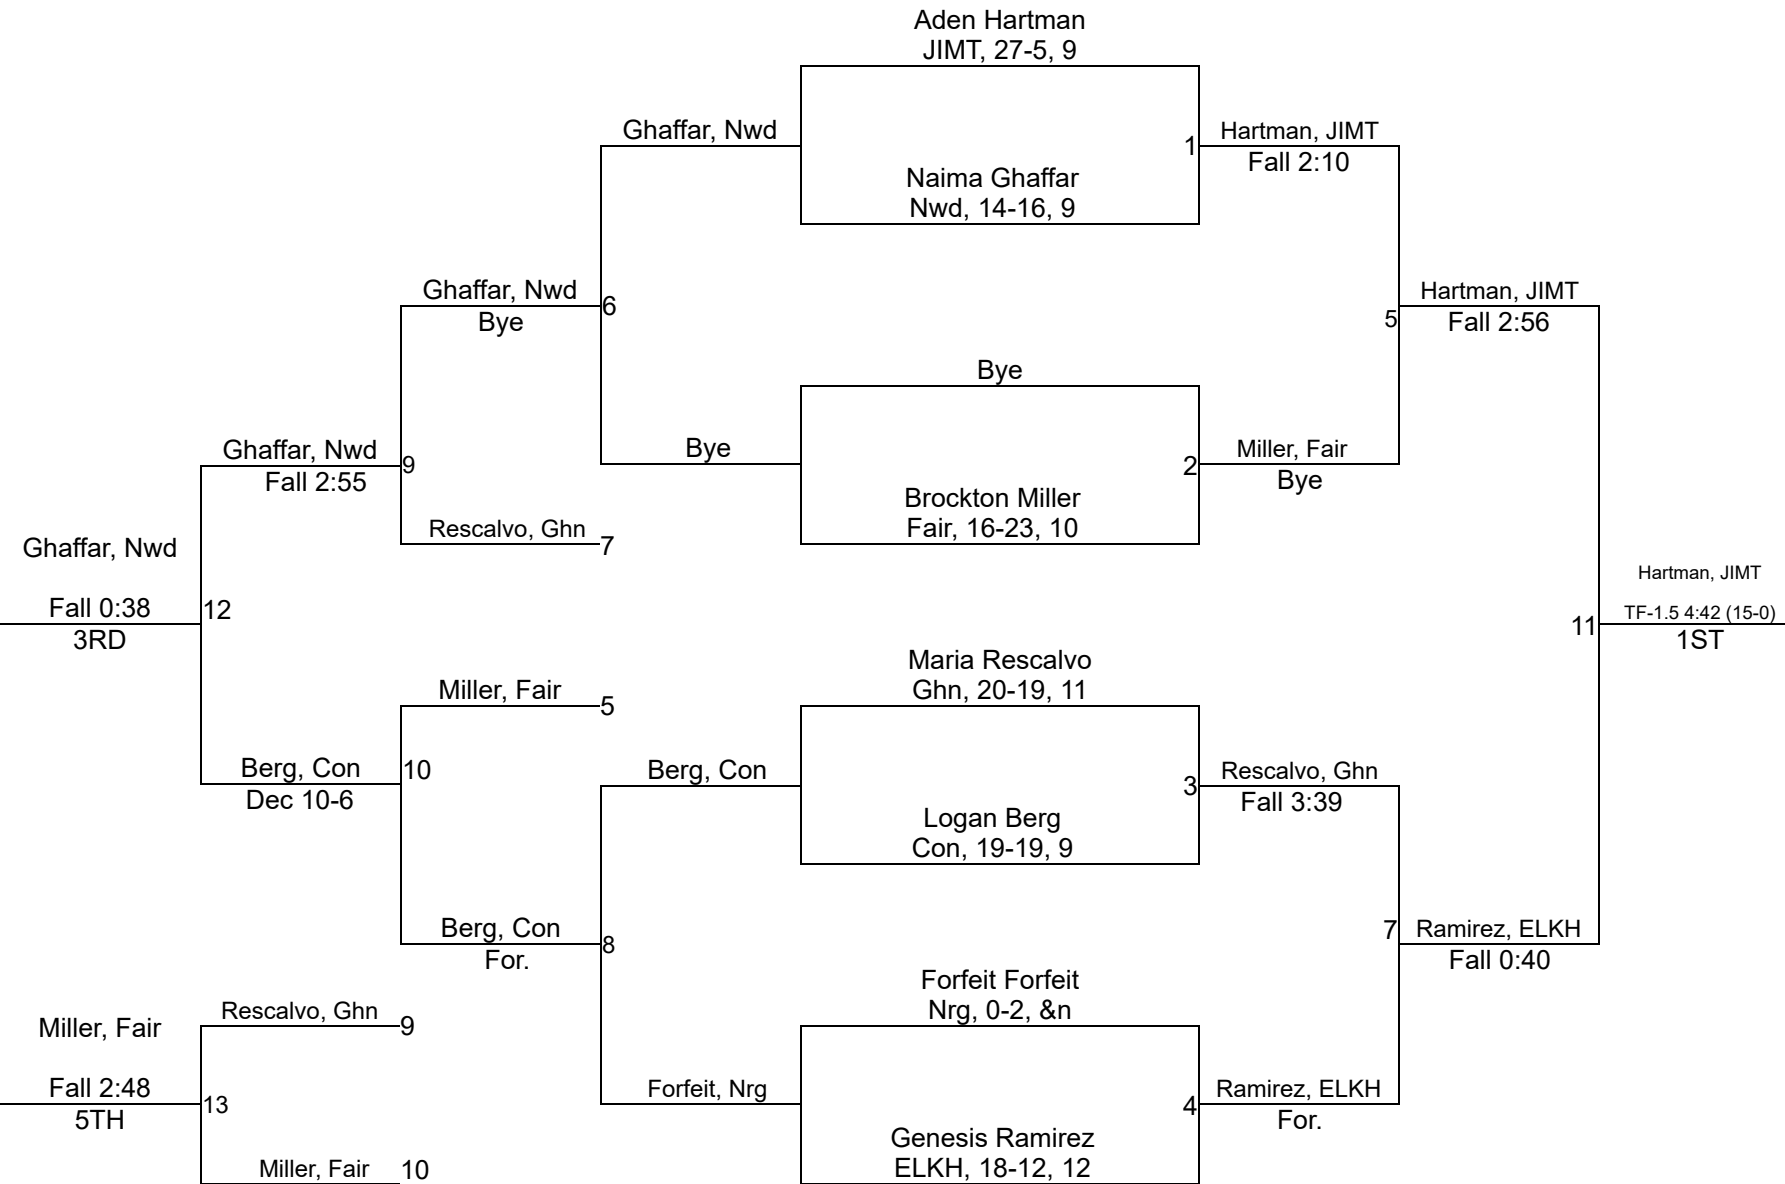 Aden Hartman
JIMT, 27-5, 9
Ghaffar, Nwd
1
Hartman, JIMT
Fall 2:10
Naima Ghaffar
Nwd, 14-16, 9
Ghaffar, Nwd
Bye
6
Hartman, JIMT
Fall 2:56
5
Bye
Ghaffar, Nwd
Fall 2:55
9
Bye
2
Miller, Fair
Bye
Brockton Miller
Fair, 16-23, 10
Rescalvo, Ghn
7
Ghaffar, Nwd
Fall 0:38
3RD
12
Hartman, JIMT
TF-1.5 4:42 (15-0)
1ST
11
Maria Rescalvo
Ghn, 20-19, 11
Miller, Fair
5
Berg, Con
Dec 10-6
10
Berg, Con
3
Rescalvo, Ghn
Fall 3:39
Logan Berg
Con, 19-19, 9
Berg, Con
For.
8
7
Ramirez, ELKH
Fall 0:40
Forfeit Forfeit
Nrg, 0-2, &n
Rescalvo, Ghn
9
Miller, Fair
Fall 2:48
5TH
13
Forfeit, Nrg
4
Ramirez, ELKH
For.
Genesis Ramirez
ELKH, 18-12, 12
Miller, Fair
10